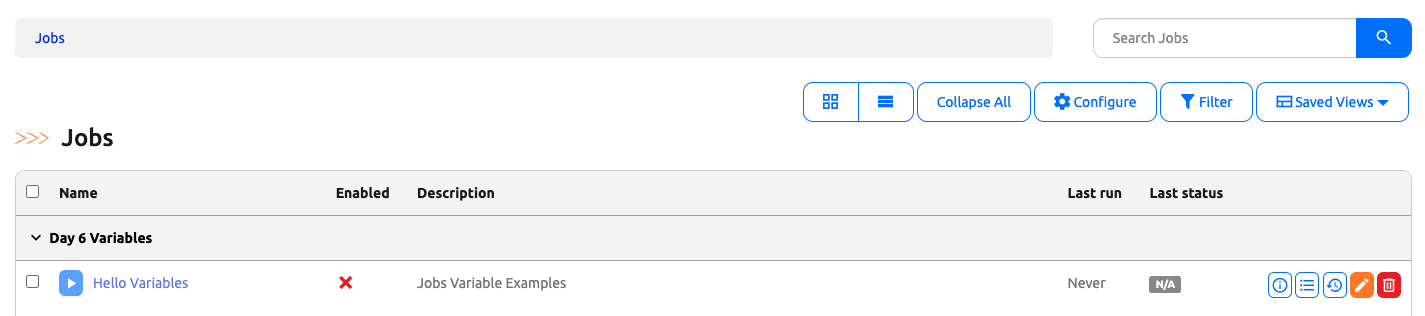 Jobs
Search Jobs
Collapse All
Configure
Filter
Saved Views
>>> Jobs
Name Enabled Description Last run Last status
Day 6 Variables
Hello Variables Jobs Variable Examples Never N/A